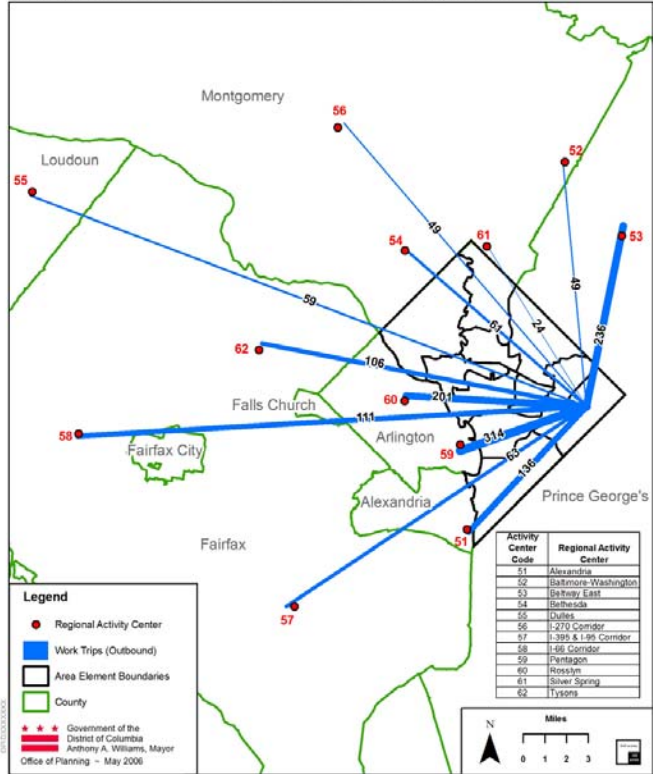 56
Montgomery
52
Loudoun
55
53
61
54
49
61
24
49
236
59
62
106
60
201
Falls Church
111
58
Fairfax City
Arlington
59
314
63
136
Alexandria
Prince George's
51
Fairfax
57
Activity Center Code Regional Activity Center
51 Alexandria
52 Baltimore-Washington
53 Beltway East
54 Bethesda
55 Dulles
56 I-270 Corridor
57 I-395 & I-95 Corridor
58 I-66 Corridor
59 Pentagon
60 Rosslyn
61 Silver Spring
62 Tysons
Legend
Regional Activity Center
Work Trips (Outbound)
Area Element Boundaries
County
Government of the
District of Columbia
Anthony A. Williams, Mayor
Office of Planning ~ May 2006
N
Miles
0 1 2 3